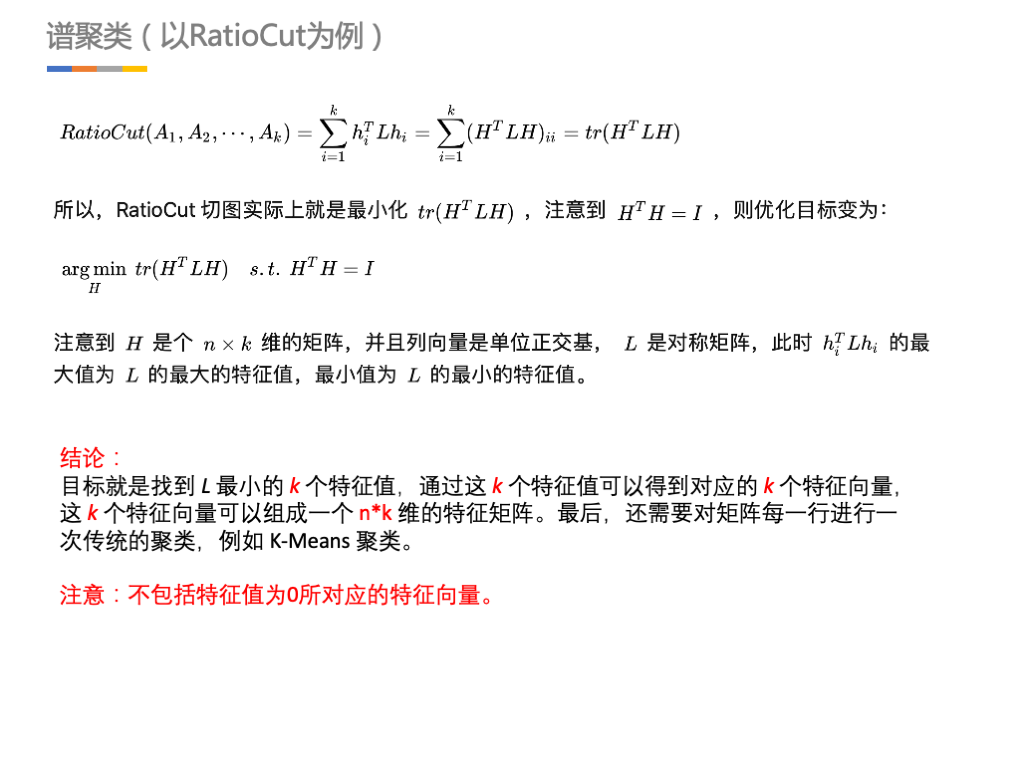 谱聚类（以RatioCut为例）
$RatioCut(A_1, A_2, \cdots, A_k) = \sum_{i=1}^{k} h_i^T L h_i = \sum_{i=1}^{k} (H^T L H)_{ii} = tr(H^T L H)$
所以，RatioCut 切图实际上就是最小化 $tr(H^T L H)$ ，注意到 $H^T H = I$ ，则优化目标变为：
$\underset{H}{\arg\min}\ tr(H^T L H) \quad s.t.\ H^T H = I$
注意到 $H$ 是个 $n \times k$ 维的矩阵，并且列向量是单位正交基， $L$ 是对称矩阵，此时 $h_i^T L h_i$ 的最
大值为 $L$ 的最大的特征值，最小值为 $L$ 的最小的特征值。
结论：
目标就是找到 L 最小的 k 个特征值，通过这 k 个特征值可以得到对应的 k 个特征向量，
这 k 个特征向量可以组成一个 n*k 维的特征矩阵。最后，还需要对矩阵每一行进行一
次传统的聚类，例如 K-Means 聚类。
注意：不包括特征值为0所对应的特征向量。